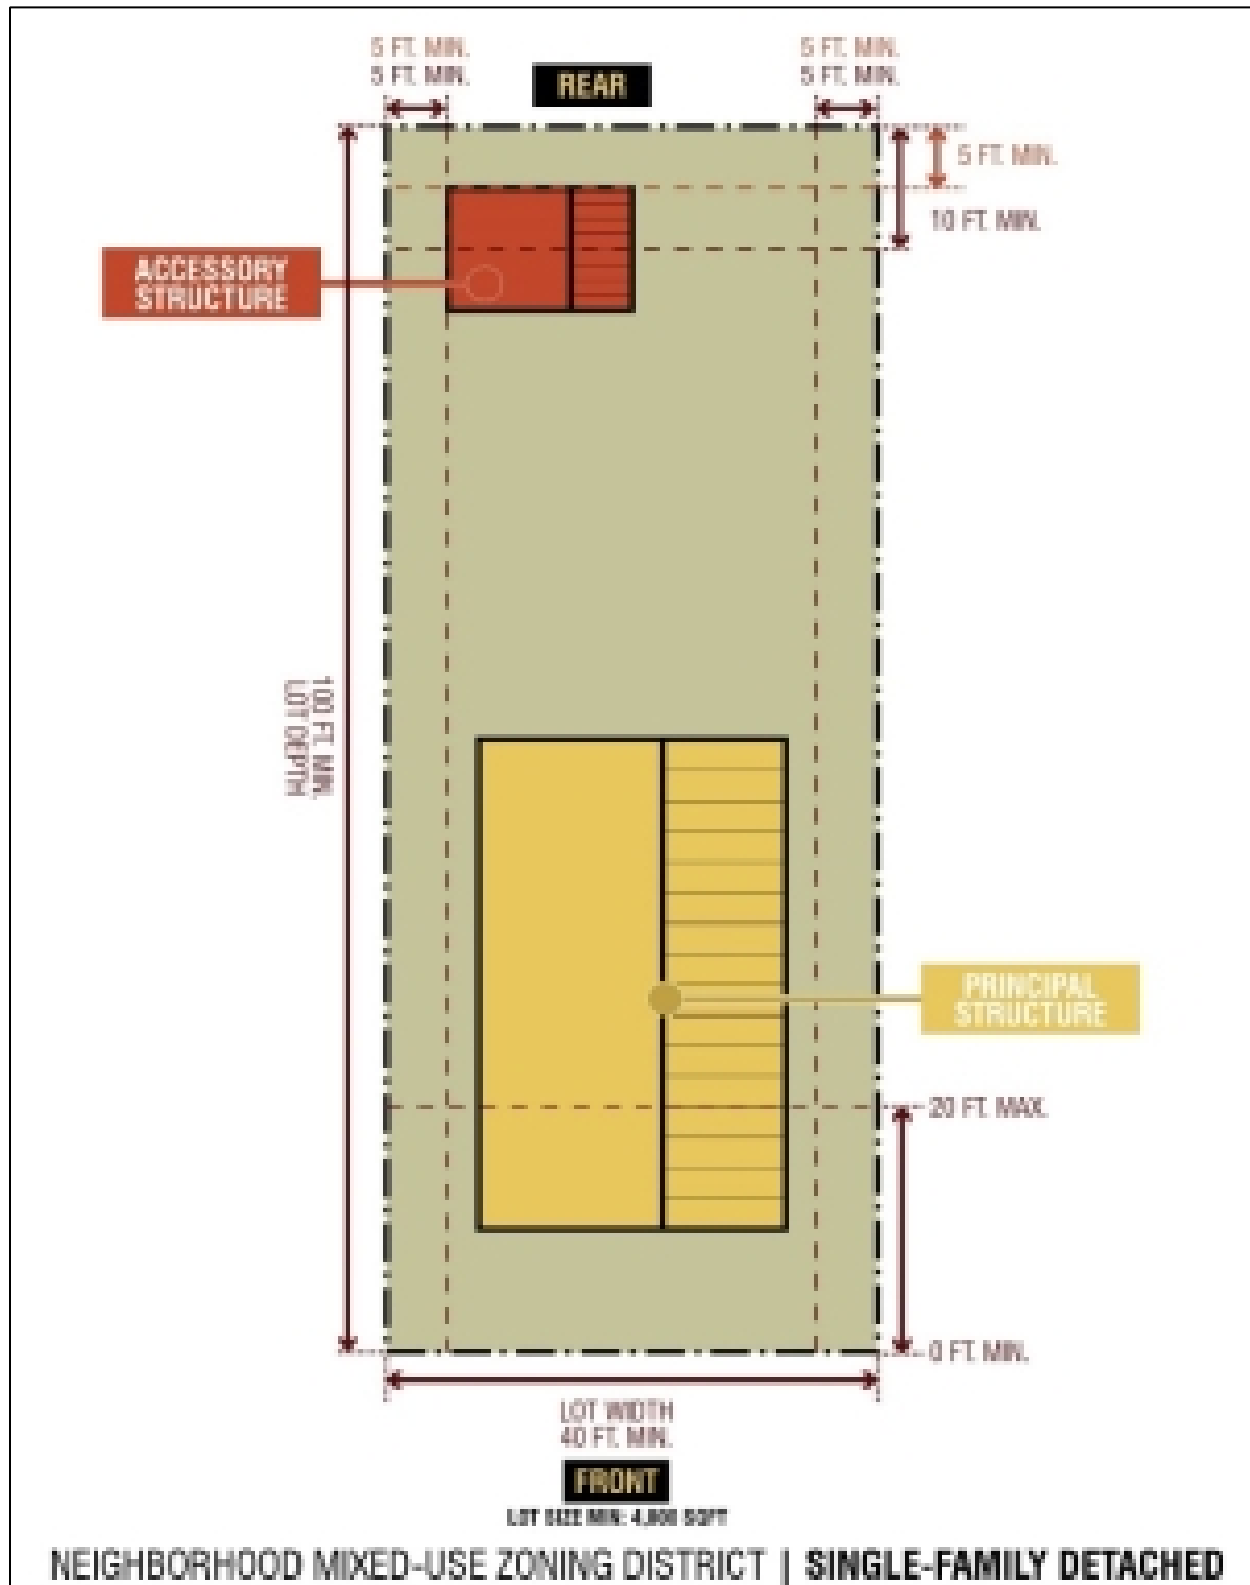 5 FT. MIN.
5 FT. MIN.
REAR
5 FT. MIN.
5 FT. MIN.
5 FT. MIN.
10 FT. MIN.
ACCESSORY
STRUCTURE
100 FT. MIN.
LOT DEPTH
PRINCIPAL
STRUCTURE
20 FT. MAX.
0 FT. MIN.
LOT WIDTH
40 FT. MIN.
FRONT
LOT SIZE MIN: 4,000 SQFT
NEIGHBORHOOD MIXED-USE ZONING DISTRICT | SINGLE-FAMILY DETACHED